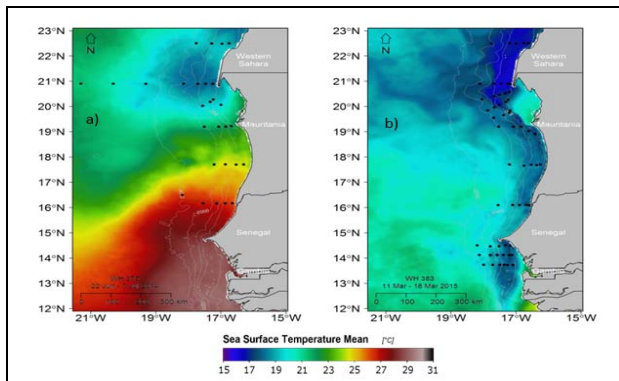 23°N
22°N
21°N
20°N
19°N
18°N
17°N
16°N
15°N
14°N
13°N
12°N
N
a)
Western
Sahara
Mauritania
Senegal
0 100 200 300 km
21°W 19°W 17°W 15°W
23°N
22°N
21°N
20°N
19°N
18°N
17°N
16°N
15°N
14°N
13°N
12°N
N
b)
Western
Sahara
Mauritania
Senegal
WH 383
11 Mar - 18 Mar 2015
0 100 200 300 km
21°W 19°W 17°W 15°W
Sea Surface Temperature Mean [°C]
15 17 19 21 23 25 27 29 31